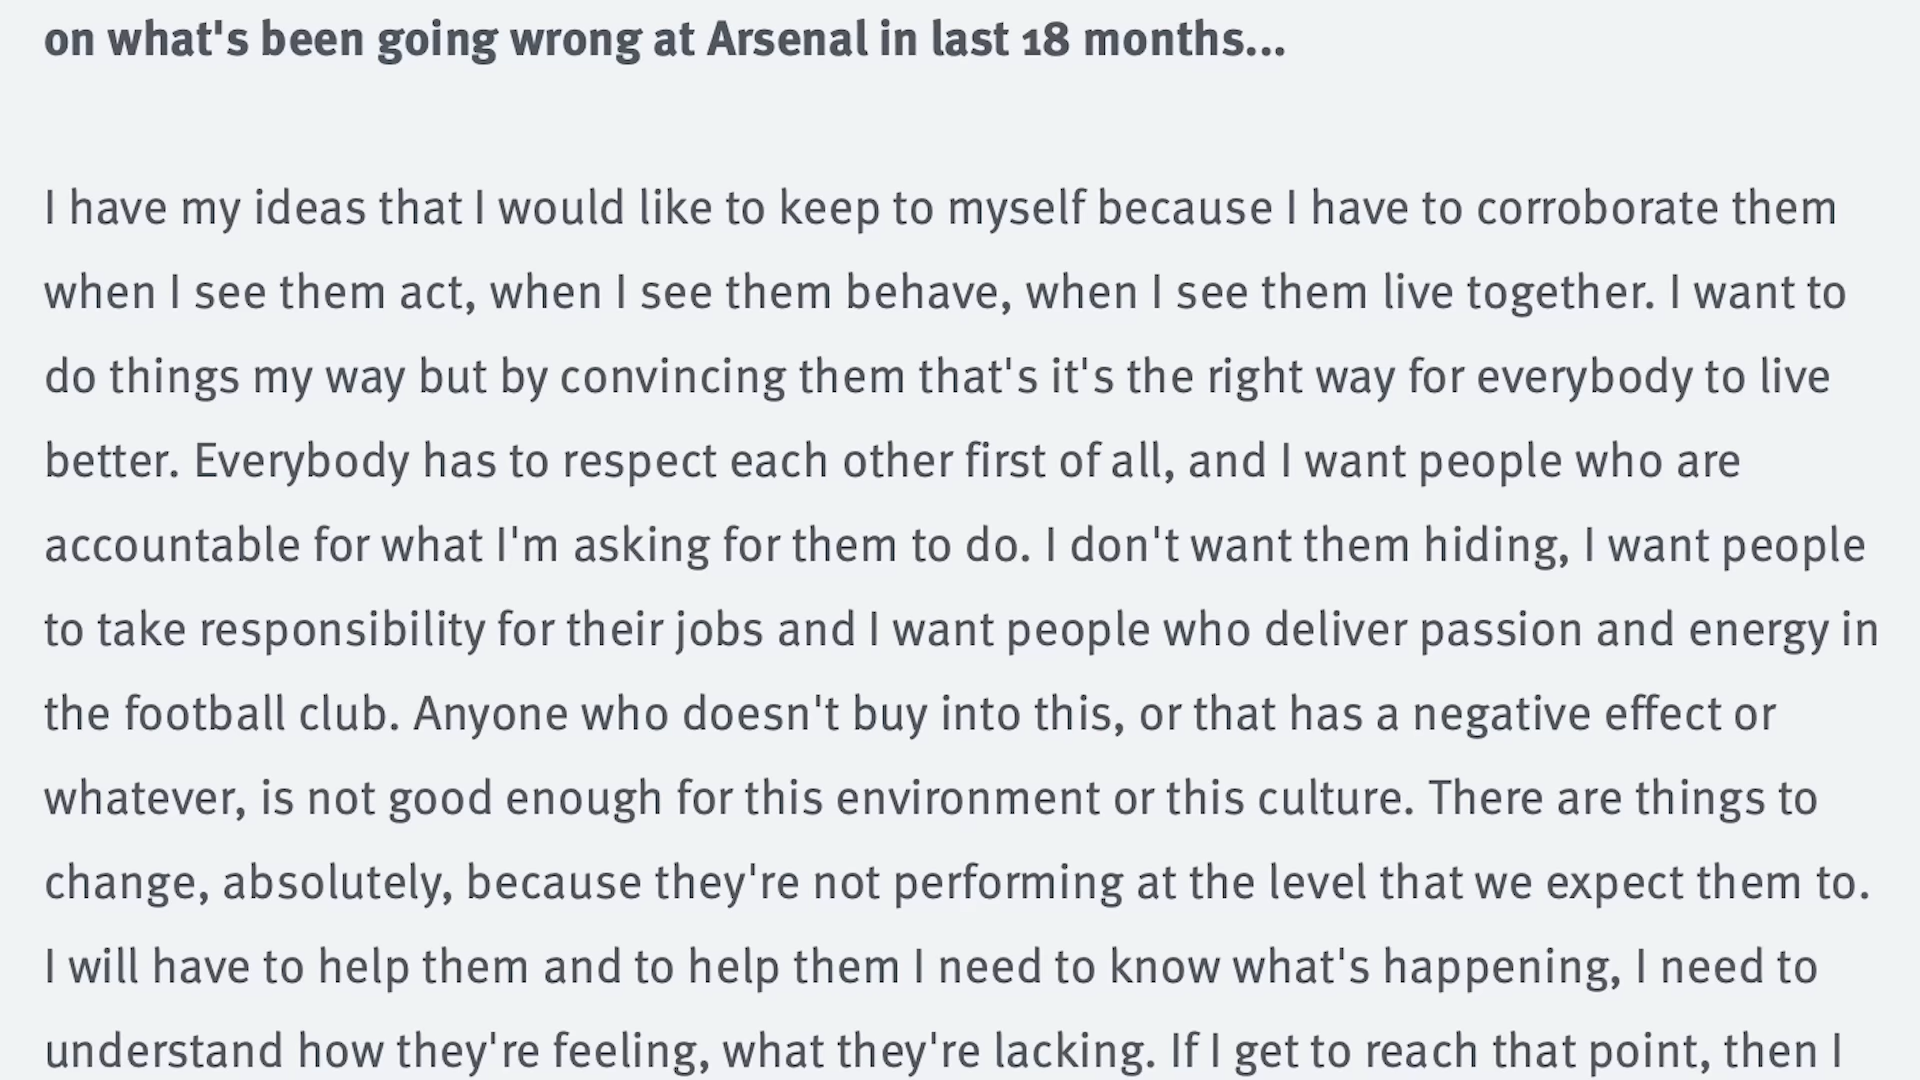 on what's been going wrong at Arsenal in last 18 months...
I have my ideas that I would like to keep to myself because I have to corroborate them
when I see them act, when I see them behave, when I see them live together. I want to
do things my way but by convincing them that's it's the right way for everybody to live
better. Everybody has to respect each other first of all, and I want people who are
accountable for what I'm asking for them to do. I don't want them hiding, I want people
to take responsibility for their jobs and I want people who deliver passion and energy in
the football club. Anyone who doesn't buy into this, or that has a negative effect or
whatever, is not good enough for this environment or this culture. There are things to
change, absolutely, because they're not performing at the level that we expect them to.
I will have to help them and to help them I need to know what's happening, I need to
understand how they're feeling, what they're lacking. If I get to reach that point, then I